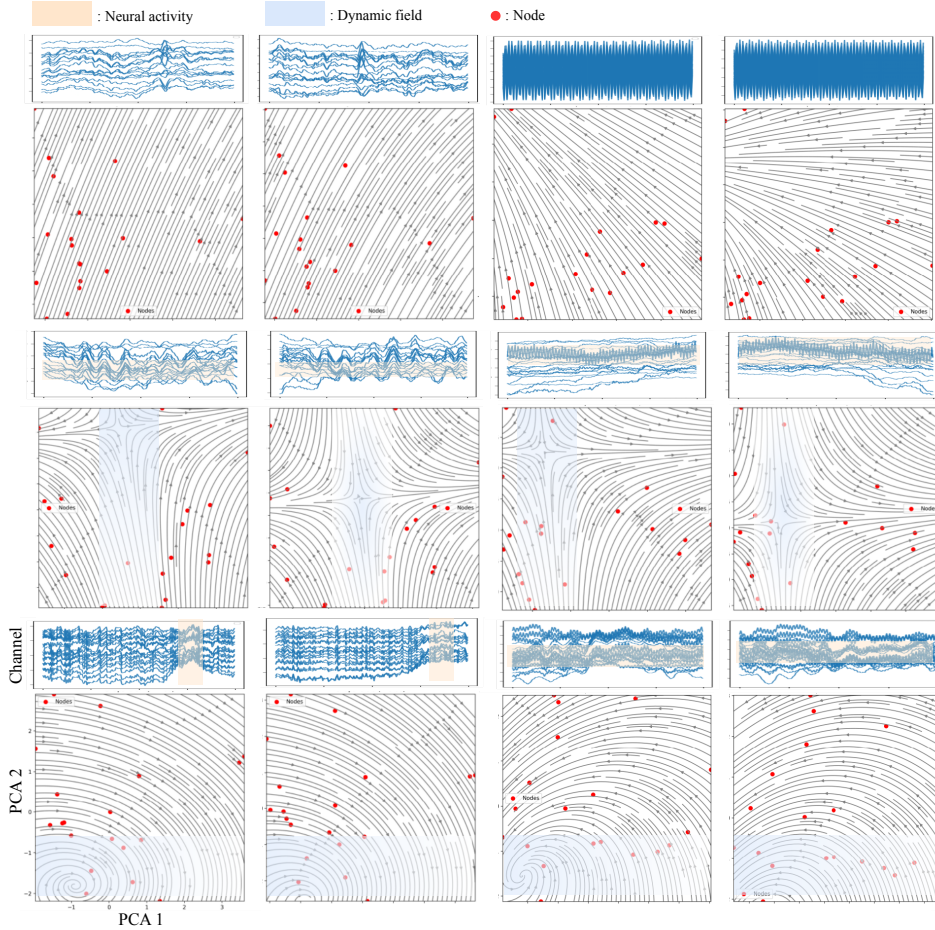 : Neural activity
: Dynamic field
: Node
Nodes
Nodes
Nodes
Nodes
Nodes
Nodes
Nodes
Nodes
Channel
Nodes
Nodes
Nodes
Nodes
PCA 2
2
1
0
−1
−2
−1
0
1
2
3
PCA 1